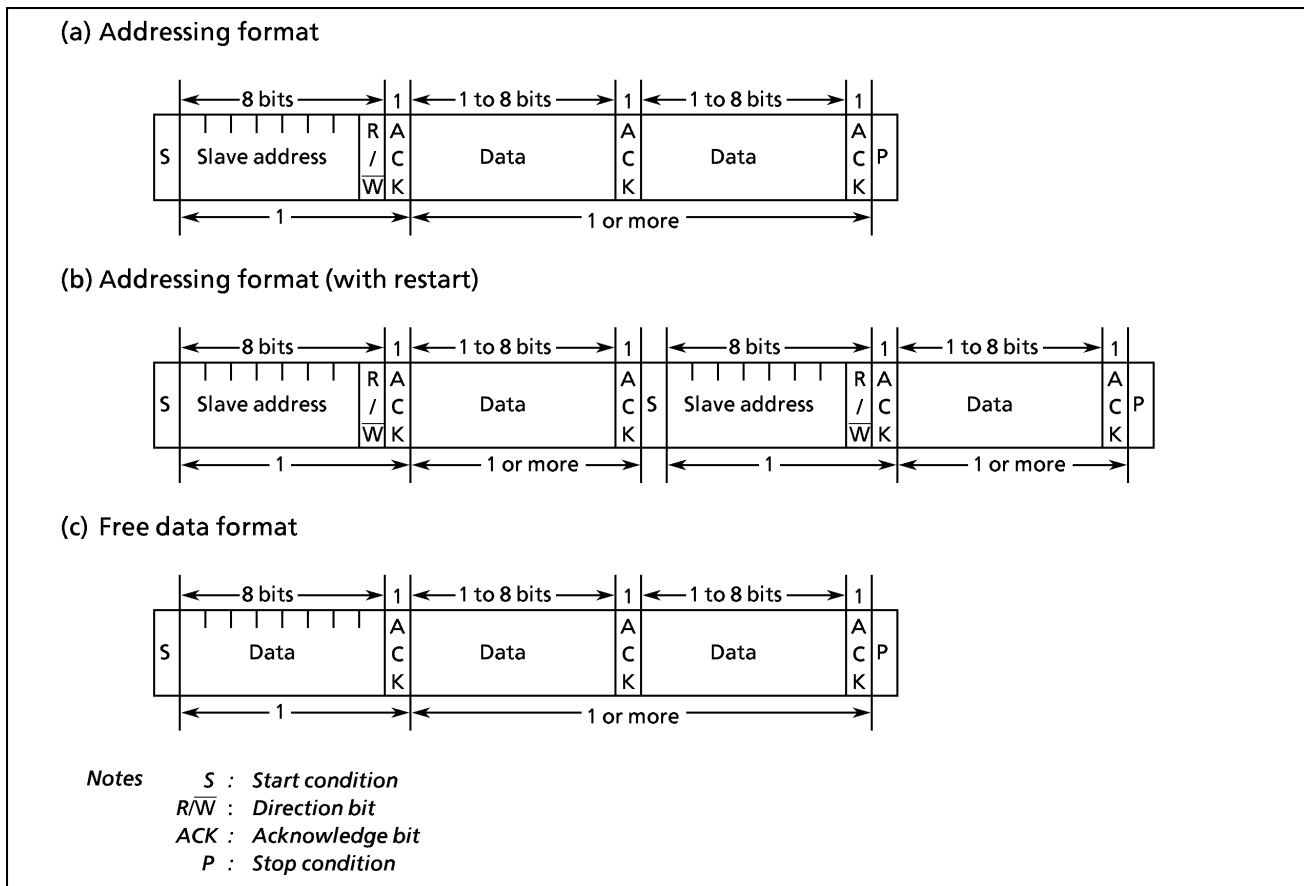 (a) Addressing format
8 bits 1 1 to 8 bits 1 1 to 8 bits 1
S Slave address R/W̅ ACK Data ACK Data ACK P
1 1 or more
(b) Addressing format (with restart)
8 bits 1 1 to 8 bits 1 8 bits 1 1 to 8 bits 1
S Slave address R/W̅ ACK Data ACK S Slave address R/W̅ ACK Data ACK P
1 1 or more 1 1 or more
(c) Free data format
8 bits 1 1 to 8 bits 1 1 to 8 bits 1
S Data ACK Data ACK Data ACK P
1 1 or more
Notes S : Start condition
R/W̅ : Direction bit
ACK : Acknowledge bit
P : Stop condition